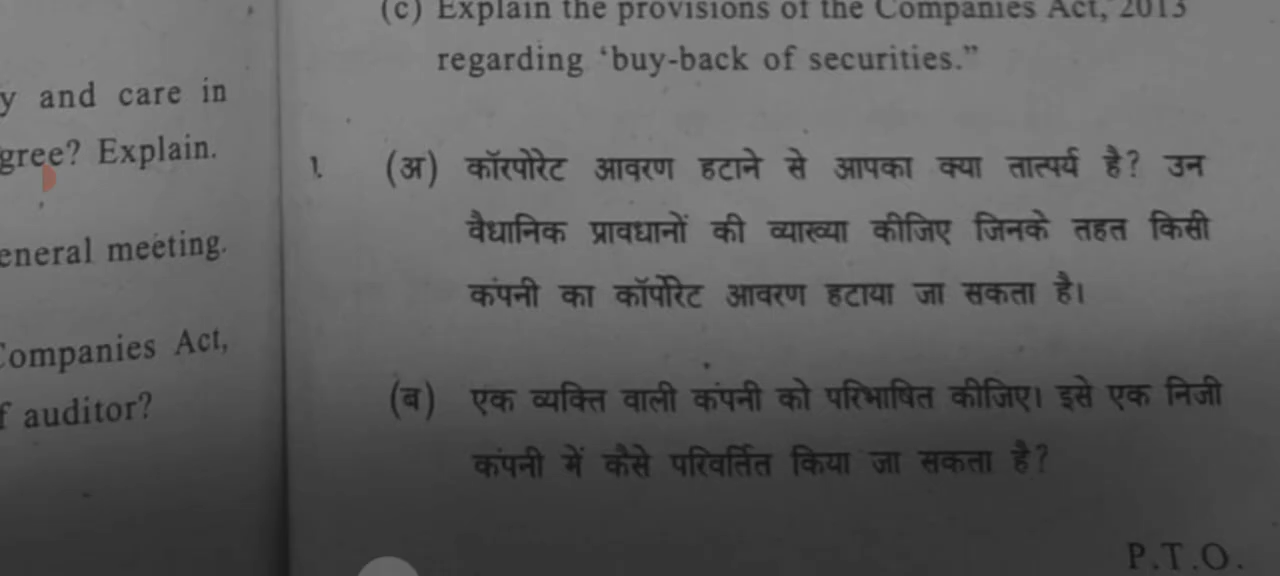 y and care in
gree? Explain.
eneral meeting.
Companies Act,
f auditor?
(c) Explain the provisions of the Companies Act, 2013
regarding ‘buy-back of securities.”
1. (अ) कॉरपोरेट आवरण हटाने से आपका क्या तात्पर्य है? उन
वैधानिक प्रावधानों की व्याख्या कीजिए जिनके तहत किसी
कंपनी का कॉर्पोरेट आवरण हटाया जा सकता है।
(ब) एक व्यक्ति वाली कंपनी को परिभाषित कीजिए। इसे एक निजी
कंपनी में कैसे परिवर्तित किया जा सकता है?
P.T.O.